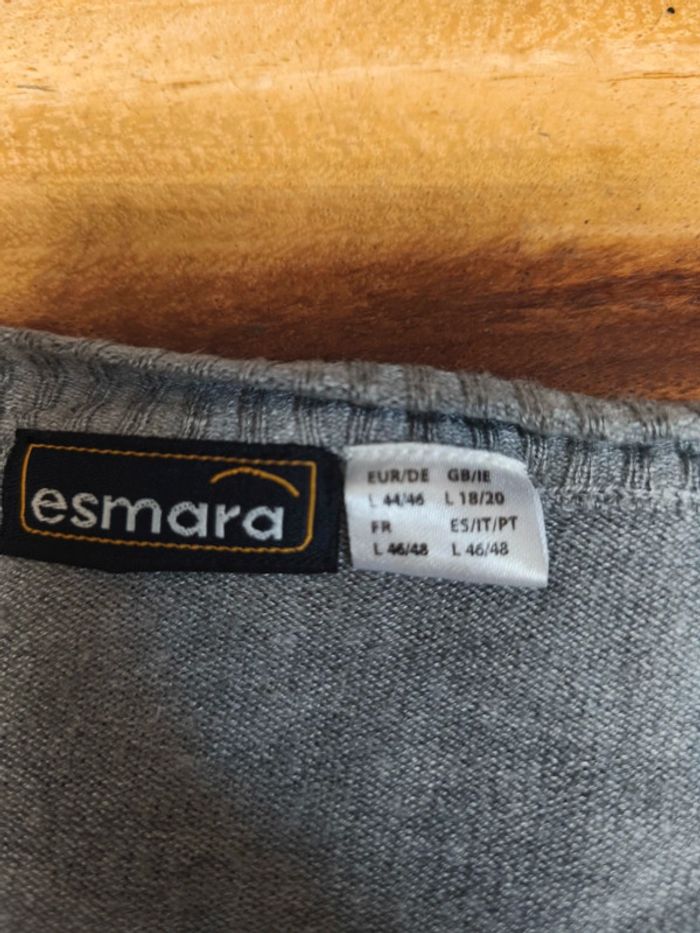 esmara
EUR/DE GB/IE
L 44/46 L 18/20
FR ES/IT/PT
L 46/48 L 46/48